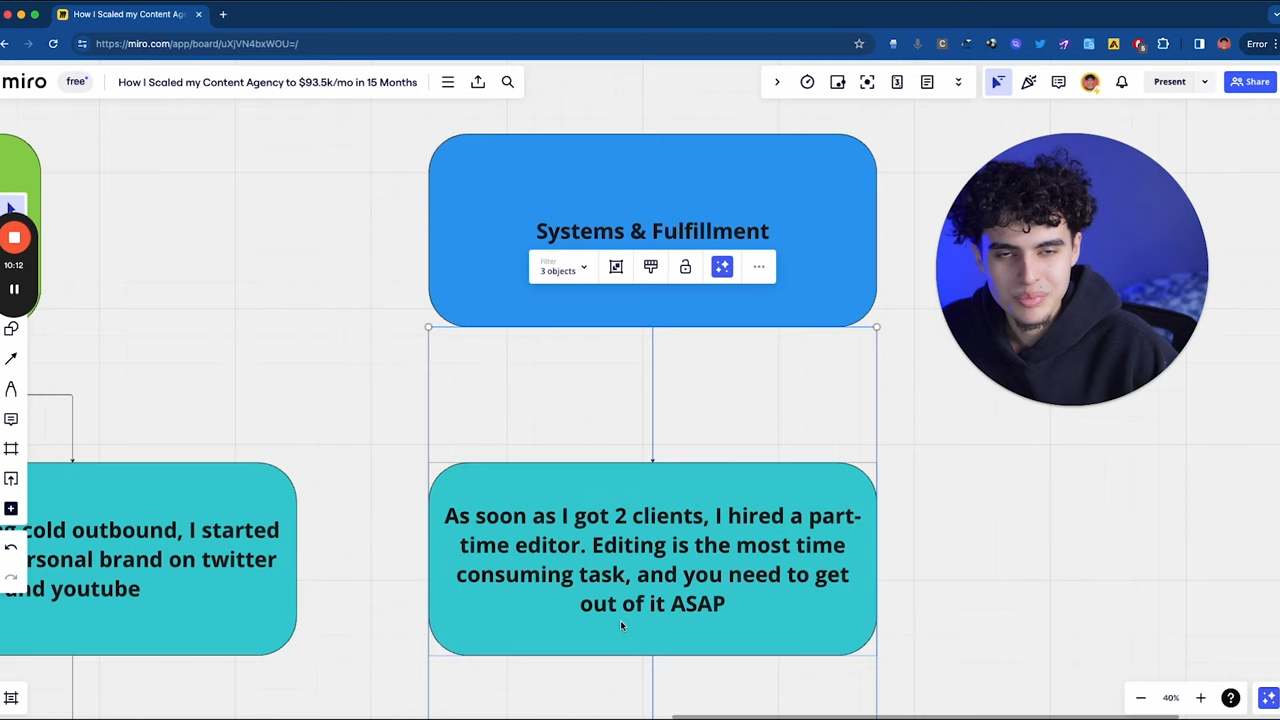 How I Scaled my Content Age
https://miro.com/app/board/uXjVN4bxWOU=/
Error
miro
free
How I Scaled my Content Agency to $93.5k/mo in 15 Months
3
Present
Share
Systems & Fulfillment
Filter
3 objects
10:12
cold outbound, I started
rsonal brand on twitter
and youtube
As soon as I got 2 clients, I hired a part-
time editor. Editing is the most time
consuming task, and you need to get
out of it ASAP
40%